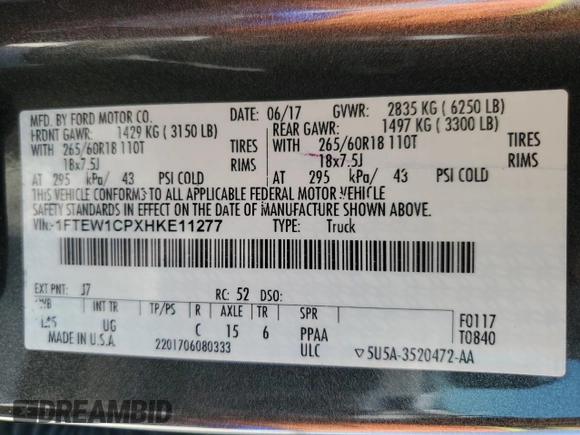 MFD. BY FORD MOTOR CO. DATE: 06/17 GVWR: 2835 KG ( 6250 LB)
FRONT GAWR: 1429 KG ( 3150 LB) REAR GAWR: 1497 KG ( 3300 LB)
WITH 265/60R18 110T TIRES WITH 265/60R18 110T TIRES
18x7.5J RIMS 18x7.5J RIMS
AT 295 kPa/ 43 PSI COLD AT 295 kPa/ 43 PSI COLD
THIS VEHICLE CONFORMS TO ALL APPLICABLE FEDERAL MOTOR VEHICLE
SAFETY STANDARDS IN EFFECT ON THE DATE OF MANUFACTURE SHOWN ABOVE.
VIN: 1FTEW1CPXHKE11277 TYPE: Truck
EXT PNT: J7 RC: 52 DSO:
WB INT TR TP/PS R AXLE TR SPR F0117
UG C 15 6 PPAA T0840
MADE IN U.S.A. 2201706080333 ULC ▽5U5A-3520472-AA
DREAMBID